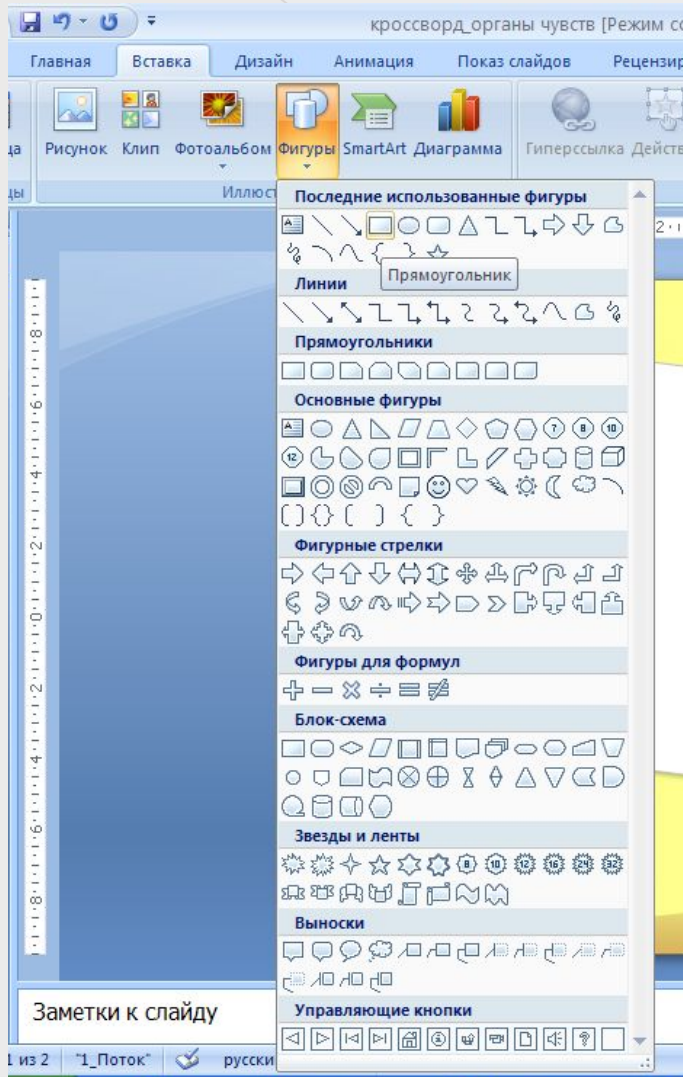 кроссворд_органы чувств [Режим со
Главная Вставка Дизайн Анимация Показ слайдов Рецензир
ца Рисунок Клип Фотоальбом Фигуры SmartArt Диаграмма Гиперссылка Действ
цы Иллюст
Последние использованные фигуры
Прямоугольник
Линии
Прямоугольники
Основные фигуры
Фигурные стрелки
Фигуры для формул
Блок-схема
Звезды и ленты
Выноски
Управляющие кнопки
Заметки к слайду
1 из 2 "1_Поток" русски